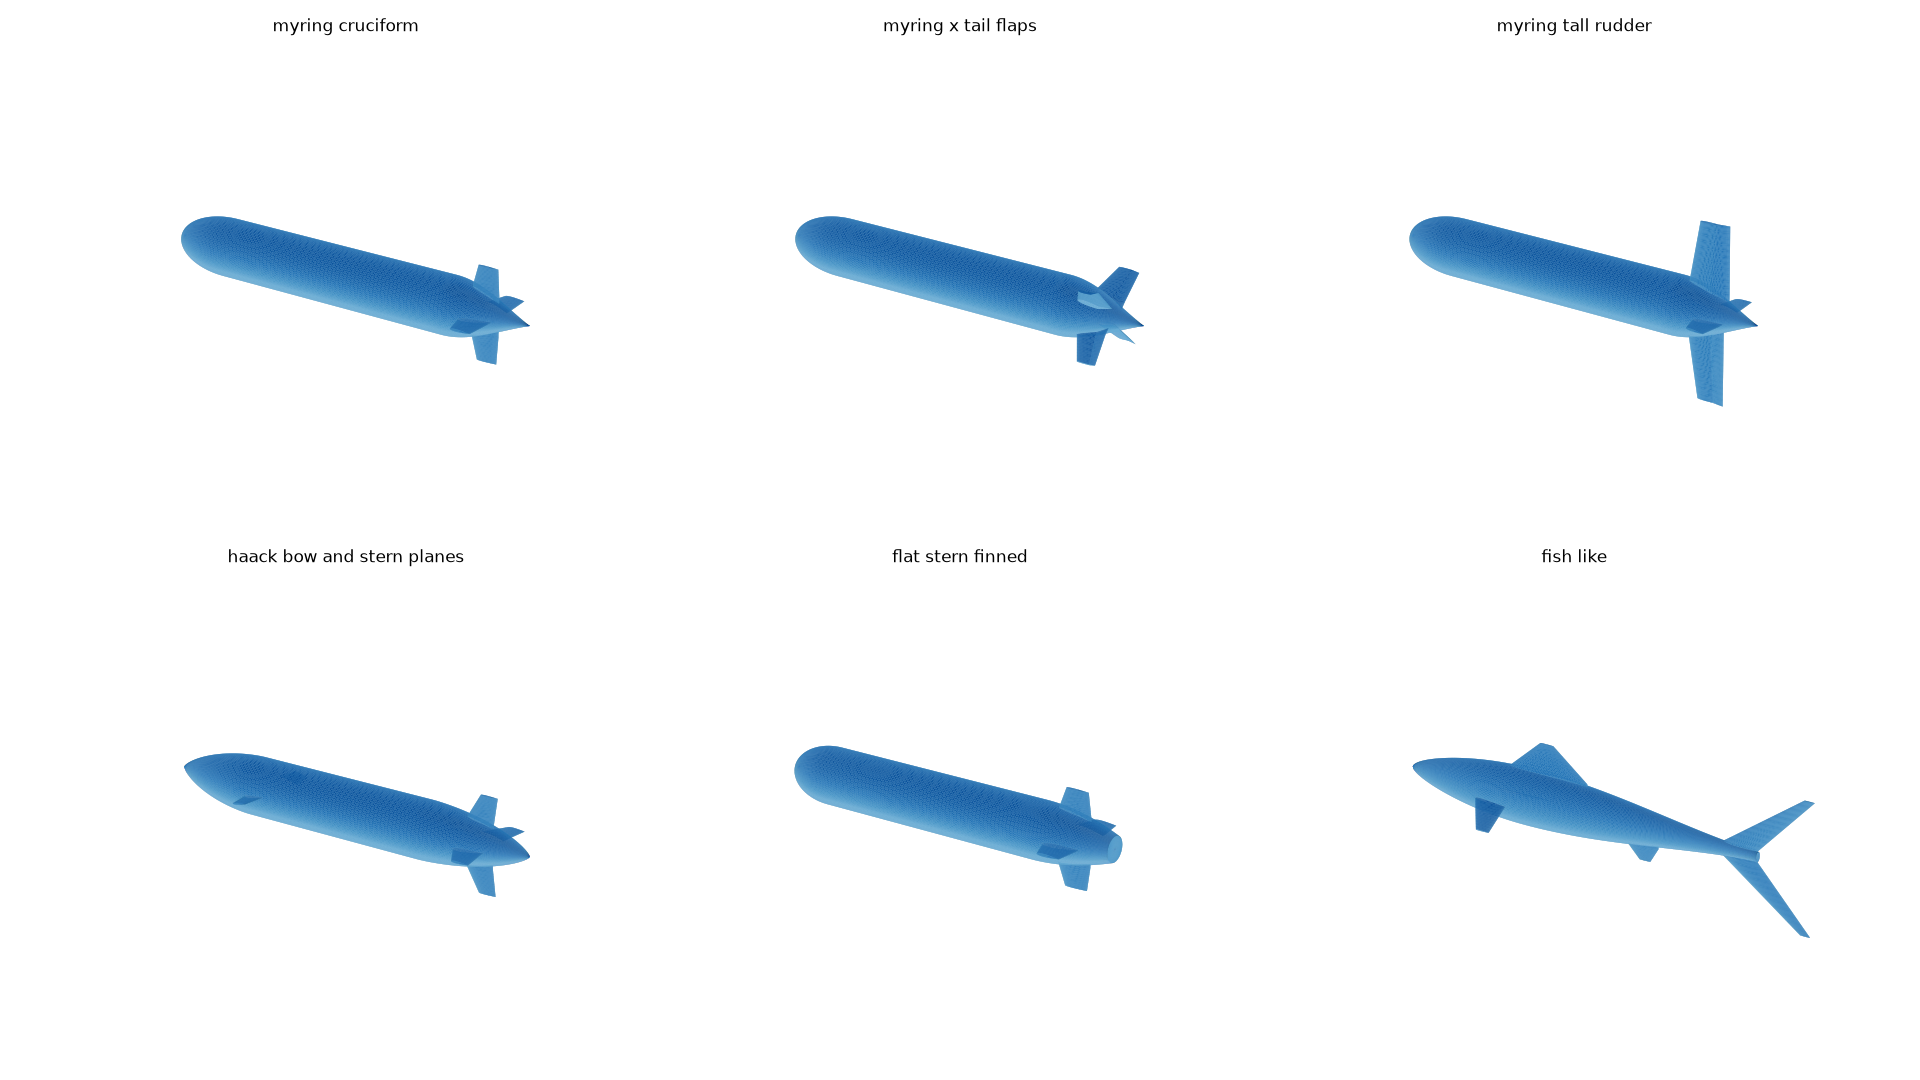 myring cruciform
myring x tail flaps
myring tall rudder
haack bow and stern planes
flat stern finned
fish like